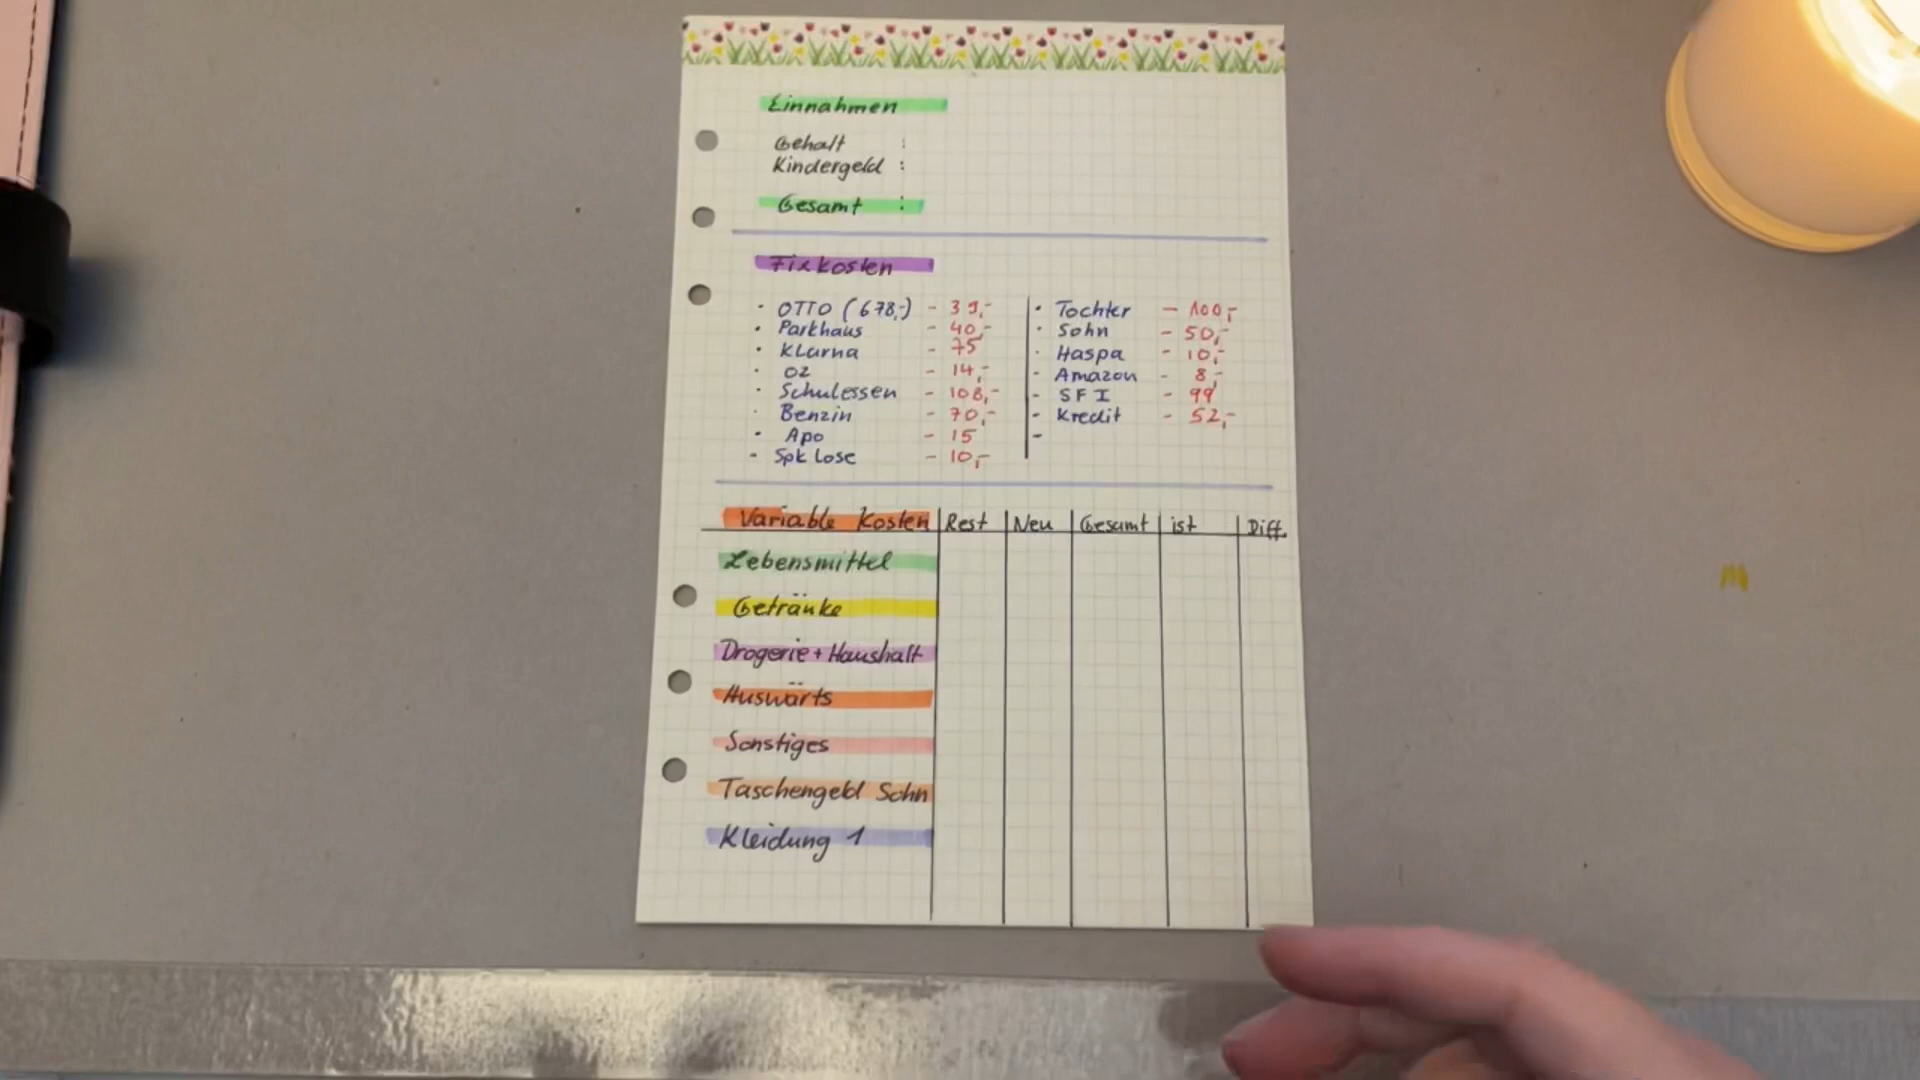 Einnahmen
Gehalt :
Kindergeld :
Gesamt :
Fixkosten
· OTTO (678,-) - 39,-
· Parkhaus - 40,-
· Klarna - 75
· O2 - 14,-
· Schulessen - 108,-
· Benzin - 70,-
· Apo - 15
- Spk Lose - 10,-
· Tochter - 100,-
· Sohn - 50,-
· Haspa - 10,-
- Amazon - 8,-
- SFI - 99
- Kredit - 52,-
-
Variable Kosten Rest Neu Gesamt ist Diff.
Lebensmittel
Getränke
Drogerie + Haushalt
Auswärts
Sonstiges
Taschengeld Sohn
Kleidung 1